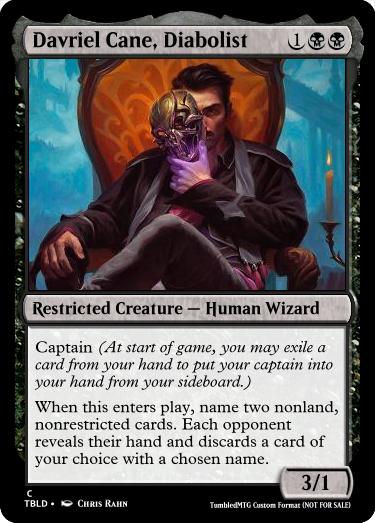 Davriel Cane, Diabolist 1
Restricted Creature — Human Wizard
Captain (At start of game, you may exile a
card from your hand to put your captain into
your hand from your sideboard.)
When this enters play, name two nonland,
nonrestricted cards. Each opponent
reveals their hand and discards a card of
your choice with a chosen name.
3/1
C
TBLD • Chris Rahn
TumbledMTG Custom Format (NOT FOR SALE)